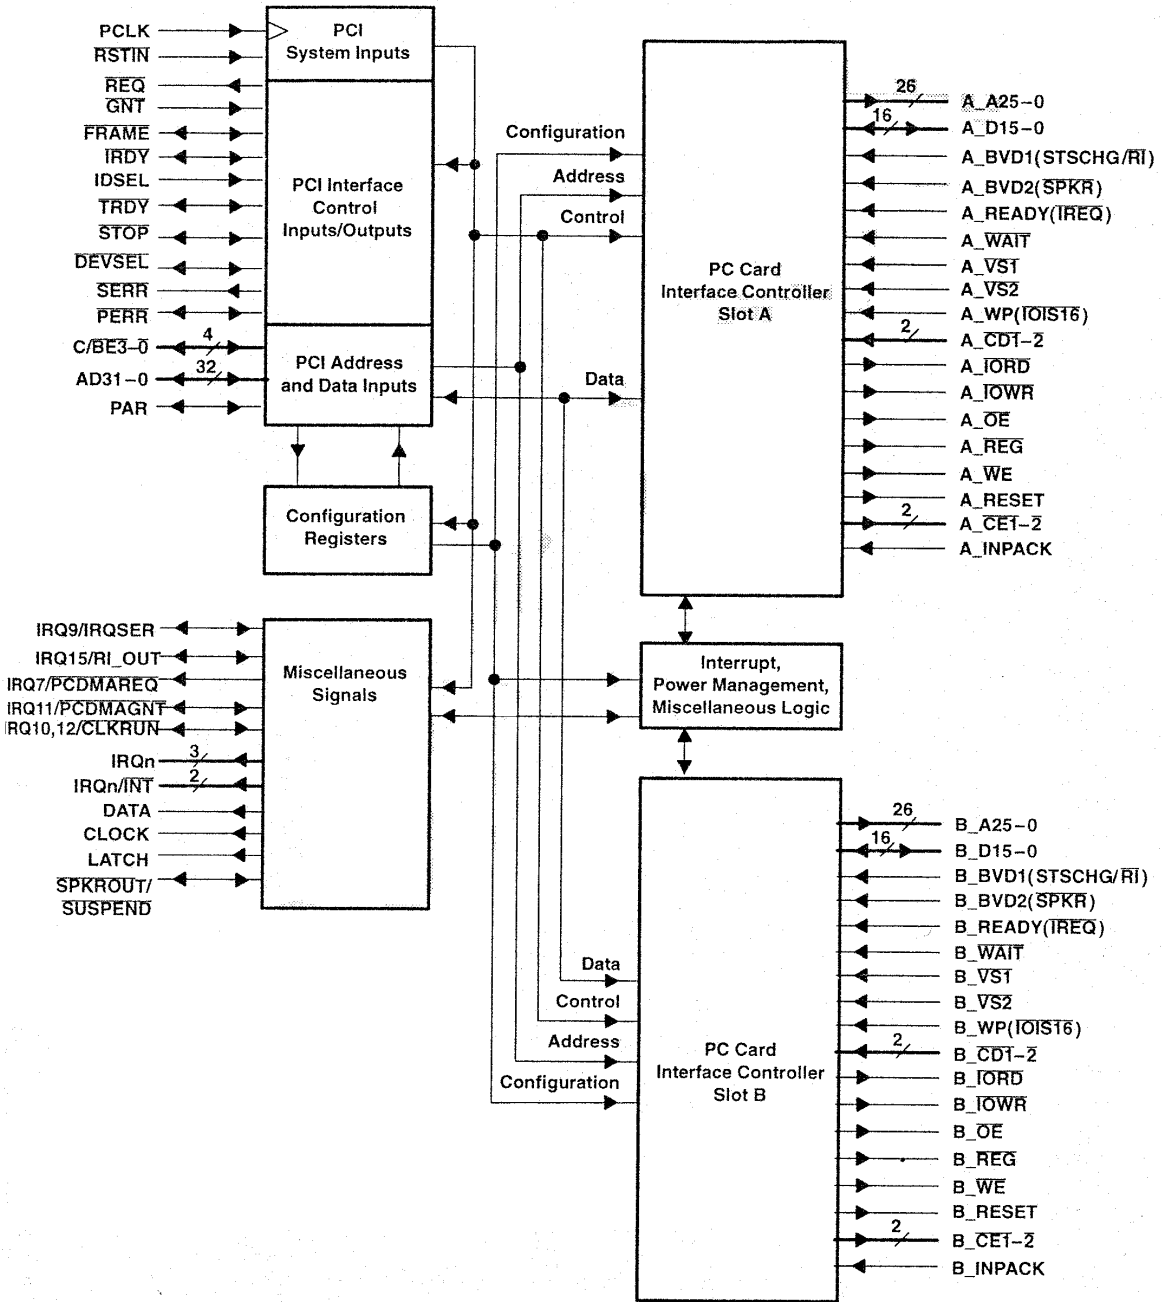 PCLK
RSTIN
REQ
GNT
FRAME
IRDY
IDSEL
TRDY
STOP
DEVSEL
SERR
PERR
C/BE3-0
4
AD31-0
32
PAR
PCI
System Inputs
PCI Interface
Control
Inputs/Outputs
PCI Address
and Data Inputs
Configuration
Registers
IRQ9/IRQSER
IRQ15/RI_OUT
IRQ7/PCDMAREQ
IRQ11/PCDMAGNT
IRQ10,12/CLKRUN
IRQn
3
IRQn/INT
2
DATA
CLOCK
LATCH
SPKROUT/
SUSPEND
Miscellaneous
Signals
Configuration
Address
Control
Data
PC Card
Interface Controller
Slot A
26
A_A25-0
16
A_D15-0
A_BVD1(STSCHG/RI)
A_BVD2(SPKR)
A_READY(IREQ)
A_WAIT
A_VS1
A_VS2
A_WP(IOIS16)
2
A_CD1-2
A_IORD
A_IOWR
A_OE
A_REG
A_WE
A_RESET
2
A_CE1-2
A_INPACK
Interrupt,
Power Management,
Miscellaneous Logic
Data
Control
Address
Configuration
PC Card
Interface Controller
Slot B
26
B_A25-0
16
B_D15-0
B_BVD1(STSCHG/RI)
B_BVD2(SPKR)
B_READY(IREQ)
B_WAIT
B_VS1
B_VS2
B_WP(IOIS16)
2
B_CD1-2
B_IORD
B_IOWR
B_OE
B_REG
B_WE
B_RESET
2
B_CE1-2
B_INPACK